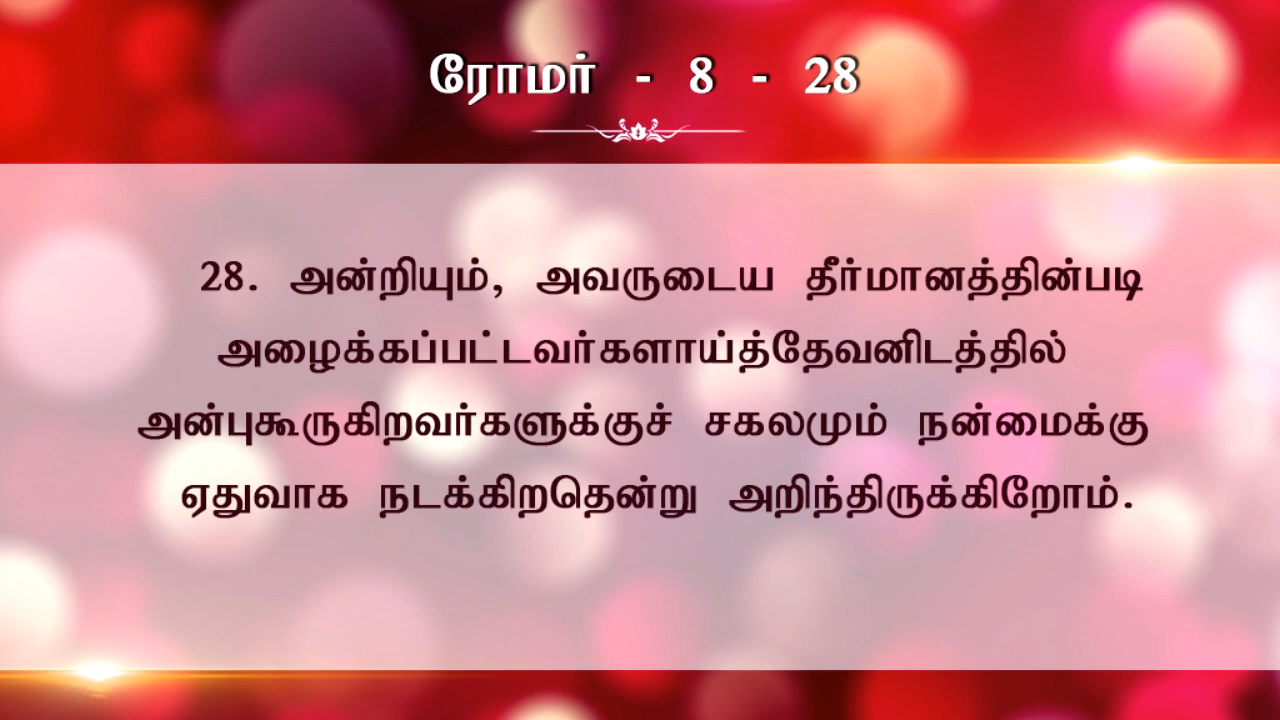 ரோமர் - 8 - 28
28. அன்றியும், அவருடைய தீர்மானத்தின்படி
அழைக்கப்பட்டவர்களாய்த்தேவனிடத்தில்
அன்புகூருகிறவர்களுக்குச் சகலமும் நன்மைக்கு
ஏதுவாக நடக்கிறதென்று அறிந்திருக்கிறோம்.